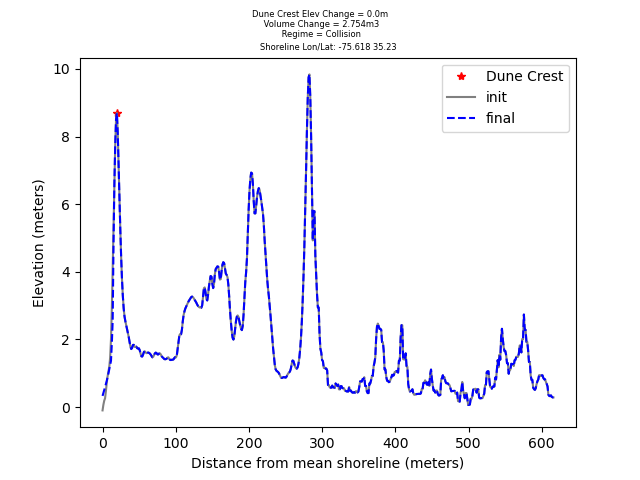 Dune Crest Elev Change = 0.0m
Volume Change = 2.754m
Regime = Collision
Shoreline Lon/Lat: -75.618 35.23
10
8
6
4
2
0
Elevation (meters)
Dune Crest
init
final
0 100 200 300 400 500 600
Distance from mean shoreline (meters)